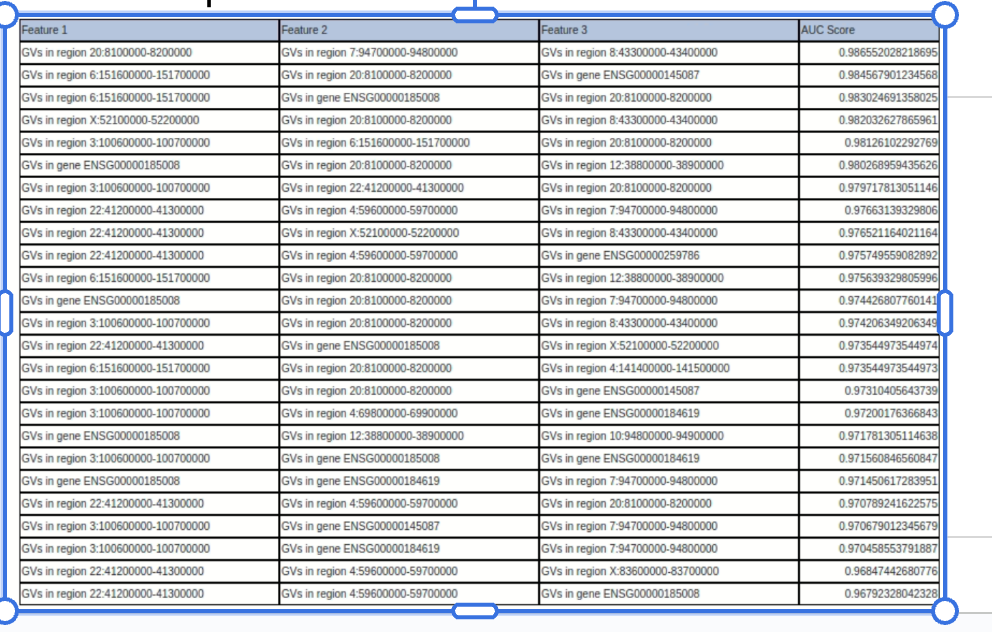 Feature 1 Feature 2 Feature 3 AUC Score
GVs in region 20:8100000-8200000 GVs in region 7:94700000-94800000 GVs in region 8:43300000-43400000 0.986552028218695
GVs in region 6:151600000-151700000 GVs in region 20:8100000-8200000 GVs in gene ENSG00000145087 0.984567901234568
GVs in region 6:151600000-151700000 GVs in gene ENSG00000185008 GVs in region 20:8100000-8200000 0.983024691358025
GVs in region X:52100000-52200000 GVs in region 20:8100000-8200000 GVs in region 8:43300000-43400000 0.982032627865961
GVs in region 3:100600000-100700000 GVs in region 6:151600000-151700000 GVs in region 20:8100000-8200000 0.98126102292769
GVs in gene ENSG00000185008 GVs in region 20:8100000-8200000 GVs in region 12:38800000-38900000 0.980268959435626
GVs in region 3:100600000-100700000 GVs in region 22:41200000-41300000 GVs in region 20:8100000-8200000 0.979717813051146
GVs in region 22:41200000-41300000 GVs in region 4:59600000-59700000 GVs in region 7:94700000-94800000 0.97663139329806
GVs in region 22:41200000-41300000 GVs in region X:52100000-52200000 GVs in region 8:43300000-43400000 0.976521164021164
GVs in region 22:41200000-41300000 GVs in region 4:59600000-59700000 GVs in gene ENSG00000259786 0.975749559082892
GVs in region 6:151600000-151700000 GVs in region 20:8100000-8200000 GVs in region 12:38800000-38900000 0.975639329805996
GVs in gene ENSG00000185008 GVs in region 20:8100000-8200000 GVs in region 7:94700000-94800000 0.974426807760141
GVs in region 3:100600000-100700000 GVs in region 20:8100000-8200000 GVs in region 8:43300000-43400000 0.974206349206349
GVs in region 22:41200000-41300000 GVs in gene ENSG00000185008 GVs in region X:52100000-52200000 0.973544973544974
GVs in region 6:151600000-151700000 GVs in region 20:8100000-8200000 GVs in region 4:141400000-141500000 0.973544973544973
GVs in region 3:100600000-100700000 GVs in region 20:8100000-8200000 GVs in gene ENSG00000145087 0.97310405643739
GVs in region 3:100600000-100700000 GVs in region 4:69800000-69900000 GVs in gene ENSG00000184619 0.97200176366843
GVs in gene ENSG00000185008 GVs in region 12:38800000-38900000 GVs in region 10:94800000-94900000 0.971781305114638
GVs in region 3:100600000-100700000 GVs in gene ENSG00000185008 GVs in gene ENSG00000184619 0.971560846560847
GVs in gene ENSG00000185008 GVs in gene ENSG00000184619 GVs in region 7:94700000-94800000 0.971450617283951
GVs in region 22:41200000-41300000 GVs in region 4:59600000-59700000 GVs in region 20:8100000-8200000 0.970789241622575
GVs in region 3:100600000-100700000 GVs in gene ENSG00000145087 GVs in region 7:94700000-94800000 0.970679012345679
GVs in region 3:100600000-100700000 GVs in gene ENSG00000184619 GVs in region 7:94700000-94800000 0.970458553791887
GVs in region 22:41200000-41300000 GVs in region 4:59600000-59700000 GVs in region X:83600000-83700000 0.96847442680776
GVs in region 22:41200000-41300000 GVs in region 4:59600000-59700000 GVs in gene ENSG00000185008 0.96792328042328